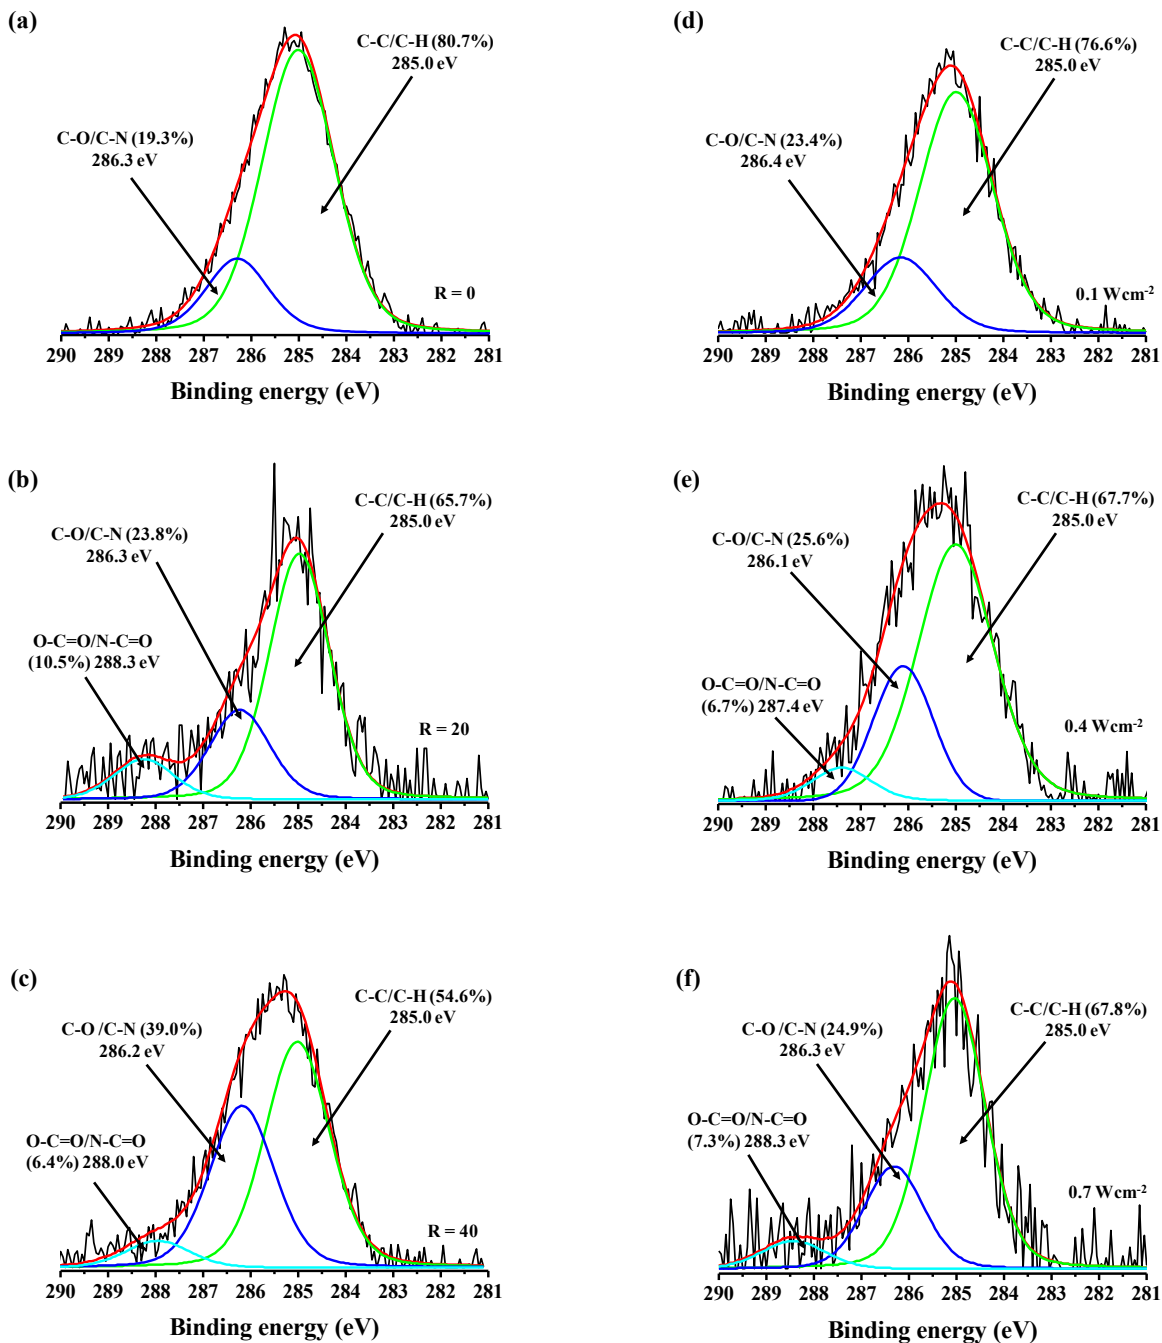 (a)
C-C/C-H (80.7%)
285.0 eV
C-O/C-N (19.3%)
286.3 eV
R = 0
290 289 288 287 286 285 284 283 282 281
Binding energy (eV)
(d)
C-C/C-H (76.6%)
285.0 eV
C-O/C-N (23.4%)
286.4 eV
0.1 Wcm-2
290 289 288 287 286 285 284 283 282 281
Binding energy (eV)
(b)
C-C/C-H (65.7%)
285.0 eV
C-O/C-N (23.8%)
286.3 eV
O-C=O/N-C=O
(10.5%) 288.3 eV
R = 20
290 289 288 287 286 285 284 283 282 281
Binding energy (eV)
(e)
C-C/C-H (67.7%)
285.0 eV
C-O/C-N (25.6%)
286.1 eV
O-C=O/N-C=O
(6.7%) 287.4 eV
0.4 Wcm-2
290 289 288 287 286 285 284 283 282 281
Binding energy (eV)
(c)
C-C/C-H (54.6%)
285.0 eV
C-O /C-N (39.0%)
286.2 eV
O-C=O/N-C=O
(6.4%) 288.0 eV
R = 40
290 289 288 287 286 285 284 283 282 281
Binding energy (eV)
(f)
C-C/C-H (67.8%)
285.0 eV
C-O /C-N (24.9%)
286.3 eV
O-C=O/N-C=O
(7.3%) 288.3 eV
0.7 Wcm-2
290 289 288 287 286 285 284 283 282 281
Binding energy (eV)